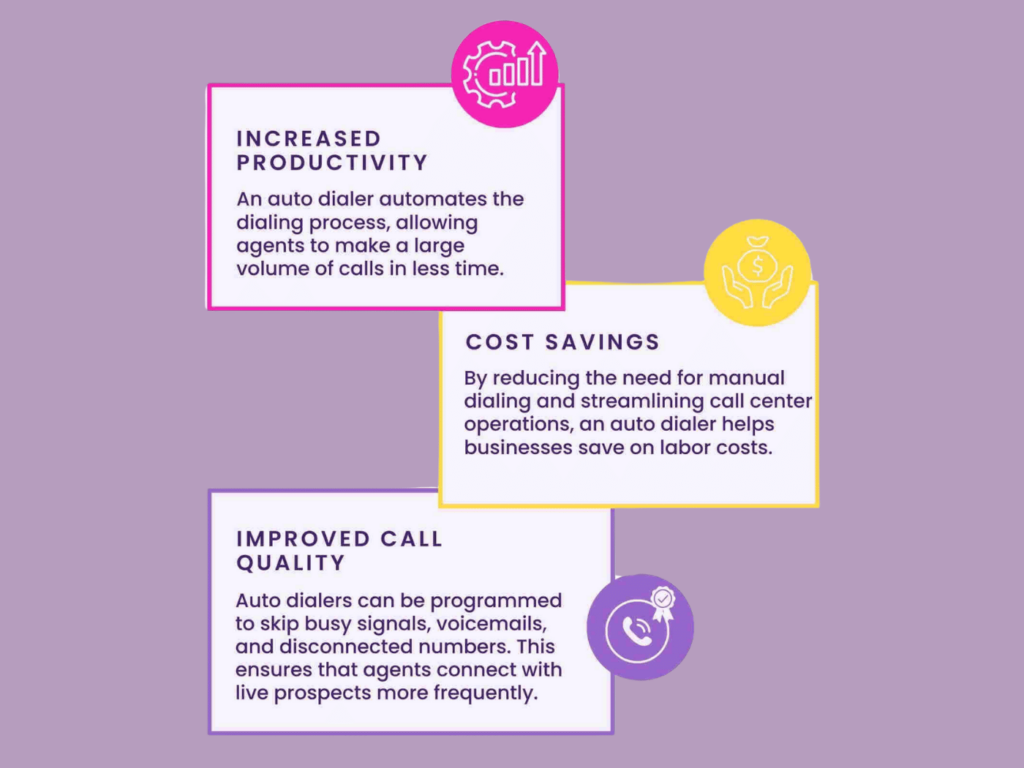 INCREASED
PRODUCTIVITY
An auto dialer automates the
dialing process, allowing
agents to make a large
volume of calls in less time.
$
COST SAVINGS
By reducing the need for manual
dialing and streamlining call center
operations, an auto dialer helps
businesses save on labor costs.
IMPROVED CALL
QUALITY
Auto dialers can be programmed
to skip busy signals, voicemails,
and disconnected numbers. This
ensures that agents connect with
live prospects more frequently.